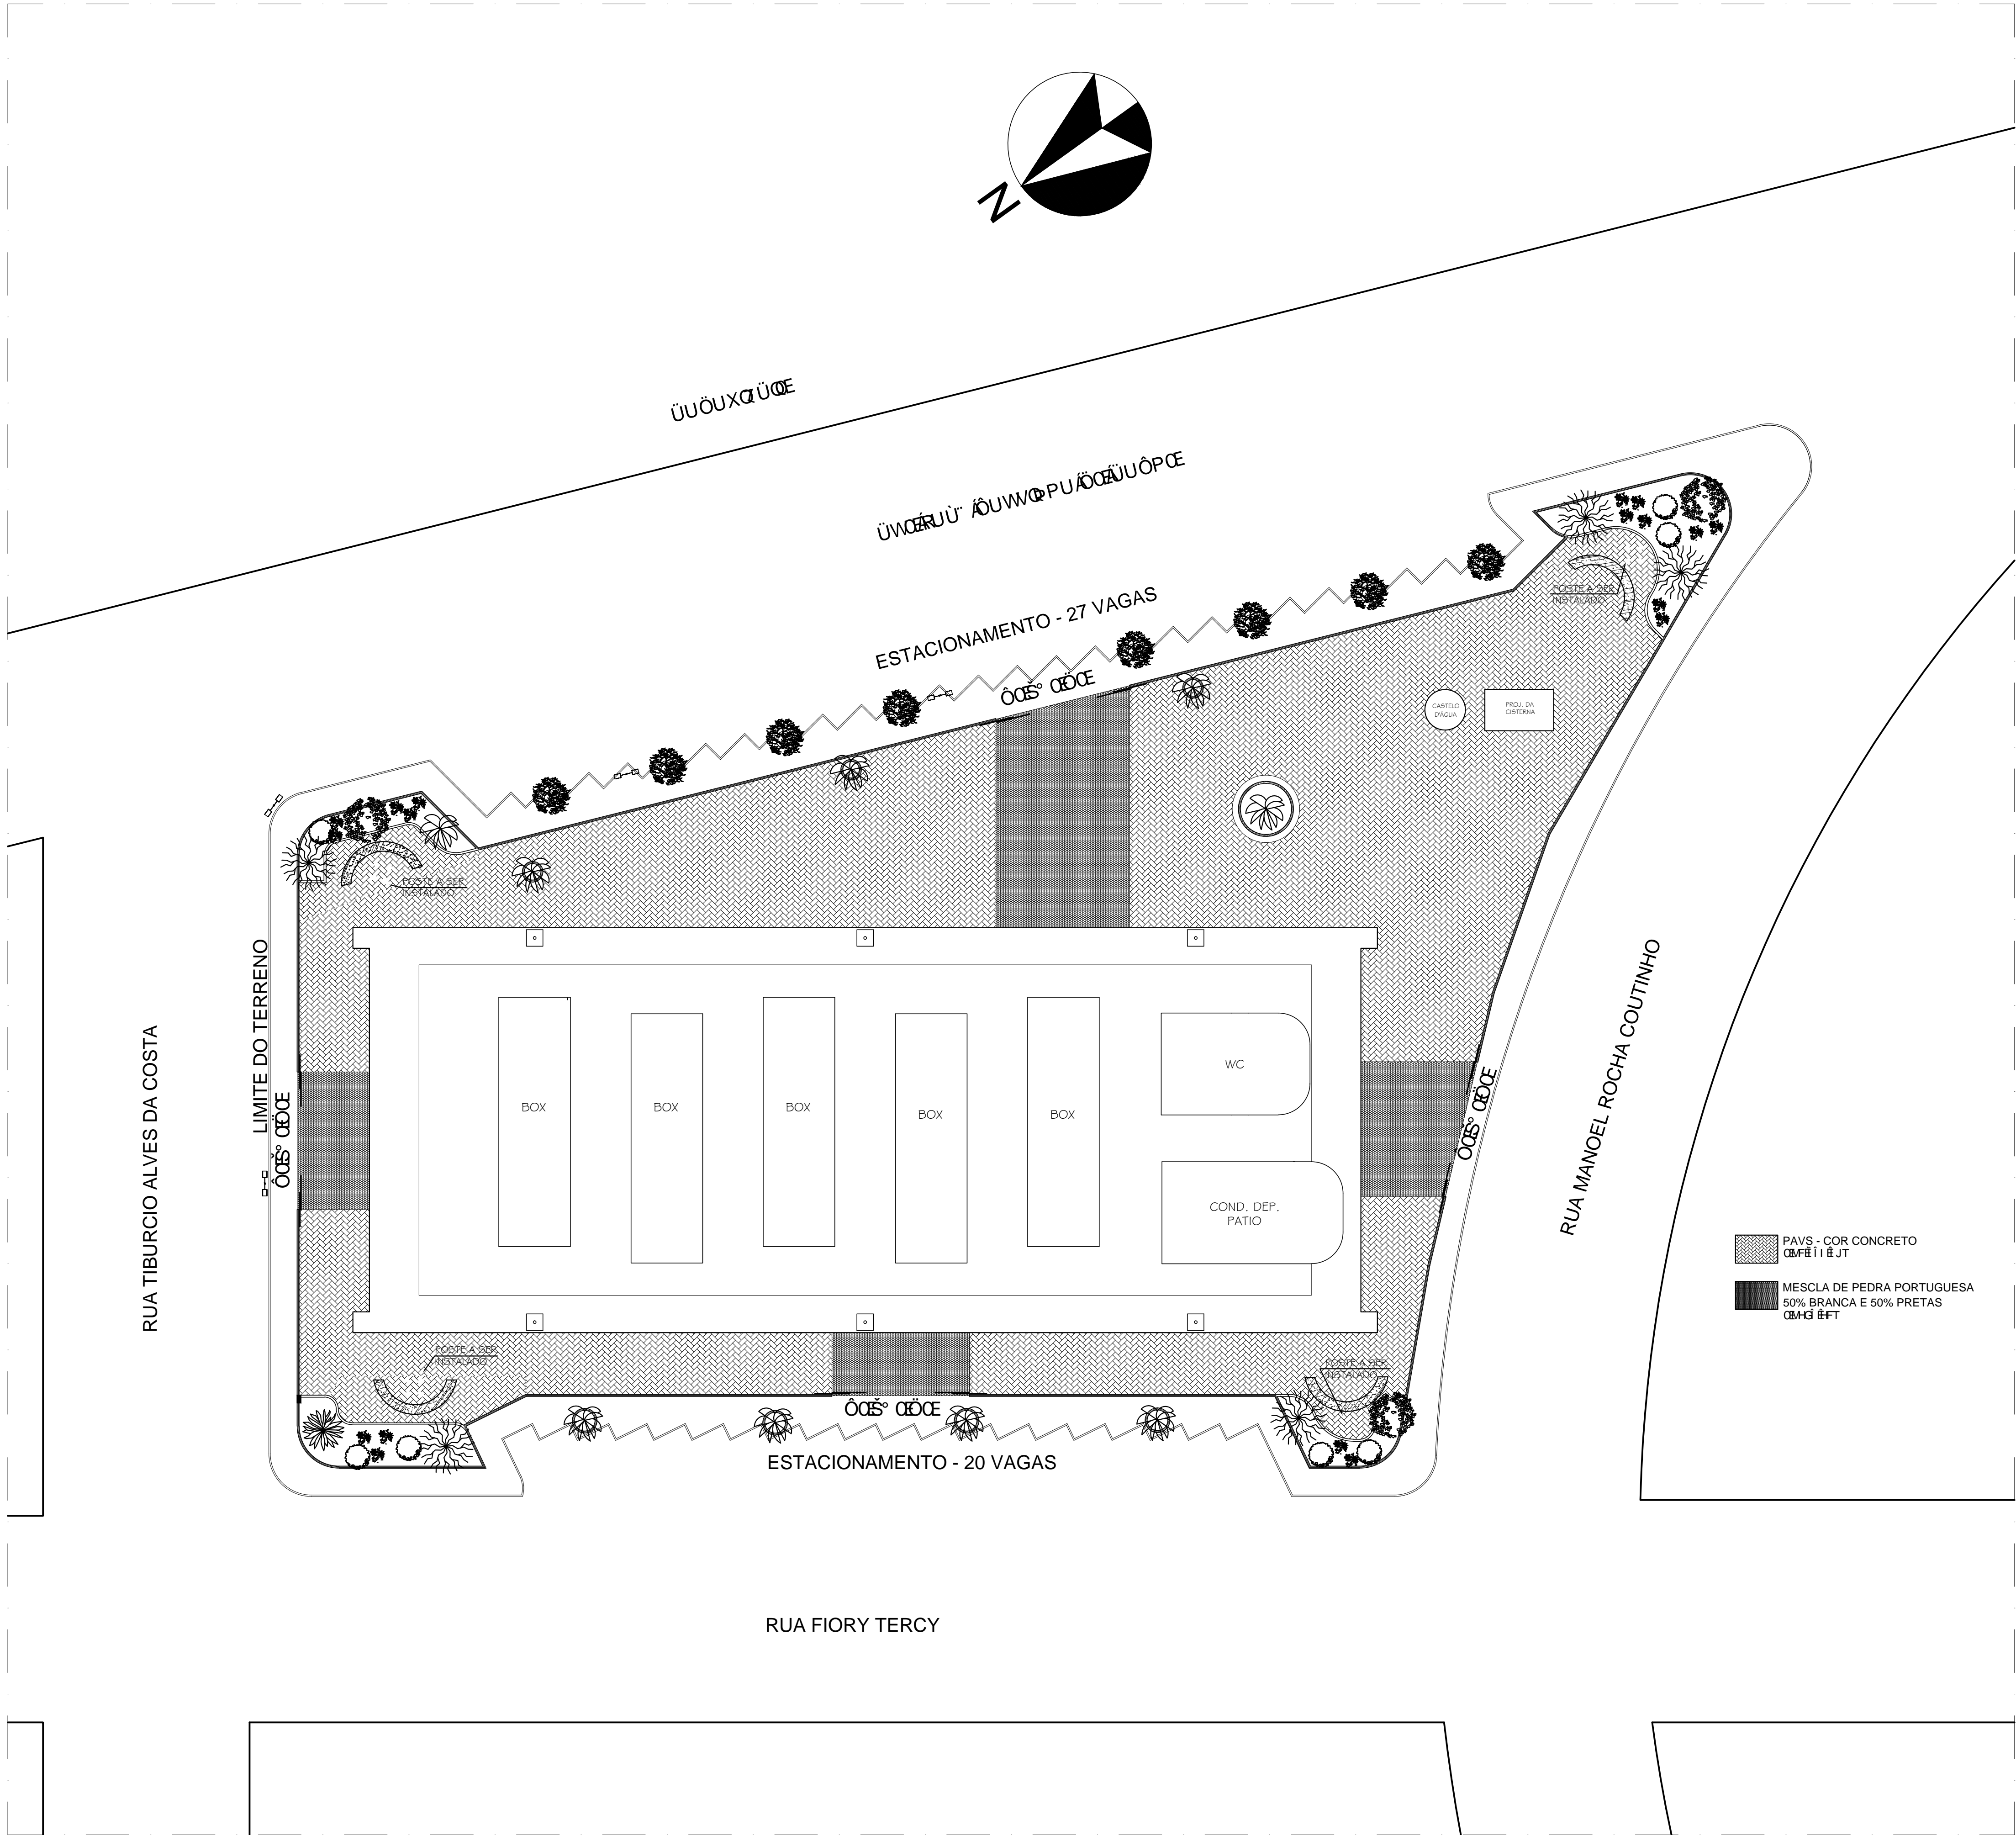 N
ESTACIONAMENTO - 27 VAGAS
POSTE A SER
INSTALADO
CASTELO
D'ÁGUA
PROJ. DA
CISTERNA
POSTE A SER
INSTALADO
LIMITE DO TERRENO
RUA TIBURCIO ALVES DA COSTA
RUA MANOEL ROCHA COUTINHO
BOX
BOX
BOX
BOX
BOX
WC
COND. DEP.
PATIO
PAVS - COR CONCRETO
MESCLA DE PEDRA PORTUGUESA
50% BRANCA E 50% PRETAS
POSTE A SER
INSTALADO
POSTE A SER
INSTALADO
ESTACIONAMENTO - 20 VAGAS
RUA FIORY TERCY